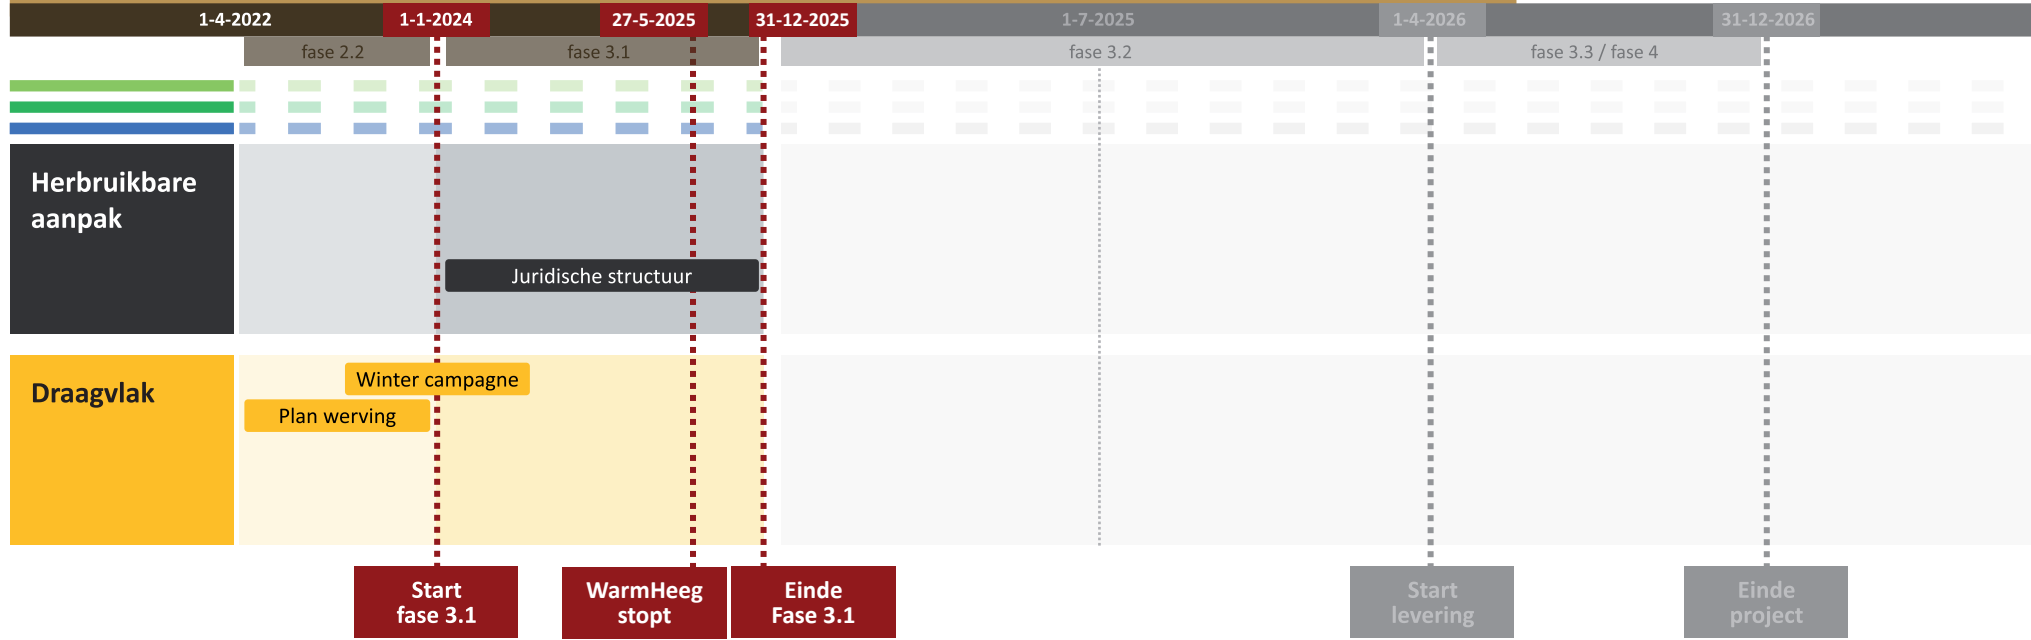 1-4-2022 1-1-2024 27-5-2025 31-12-2025 1-7-2025 1-4-2026 31-12-2026
fase 2.2 fase 3.1 fase 3.2 fase 3.3 / fase 4
Herbruikbare
aanpak
Juridische structuur
Draagvlak
Winter campagne
Plan werving
Start
fase 3.1
WarmHeeg
stopt
Einde
Fase 3.1
Start
levering
Einde
project